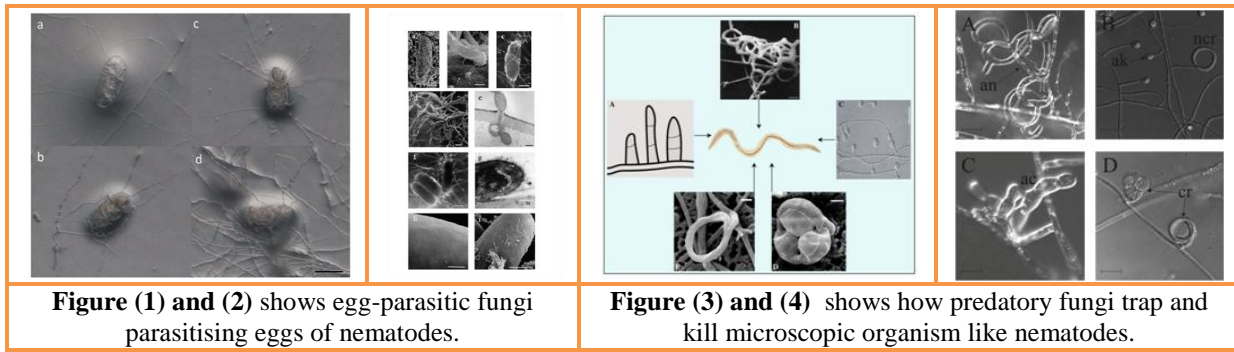 a
c
b
d
e
B
A
C
D
A
an
B
ak
ncr
C
ac
D
cr
Figure (1) and (2) shows egg-parasitic fungi
parasitising eggs of nematodes.
Figure (3) and (4) shows how predatory fungi trap and
kill microscopic organism like nematodes.